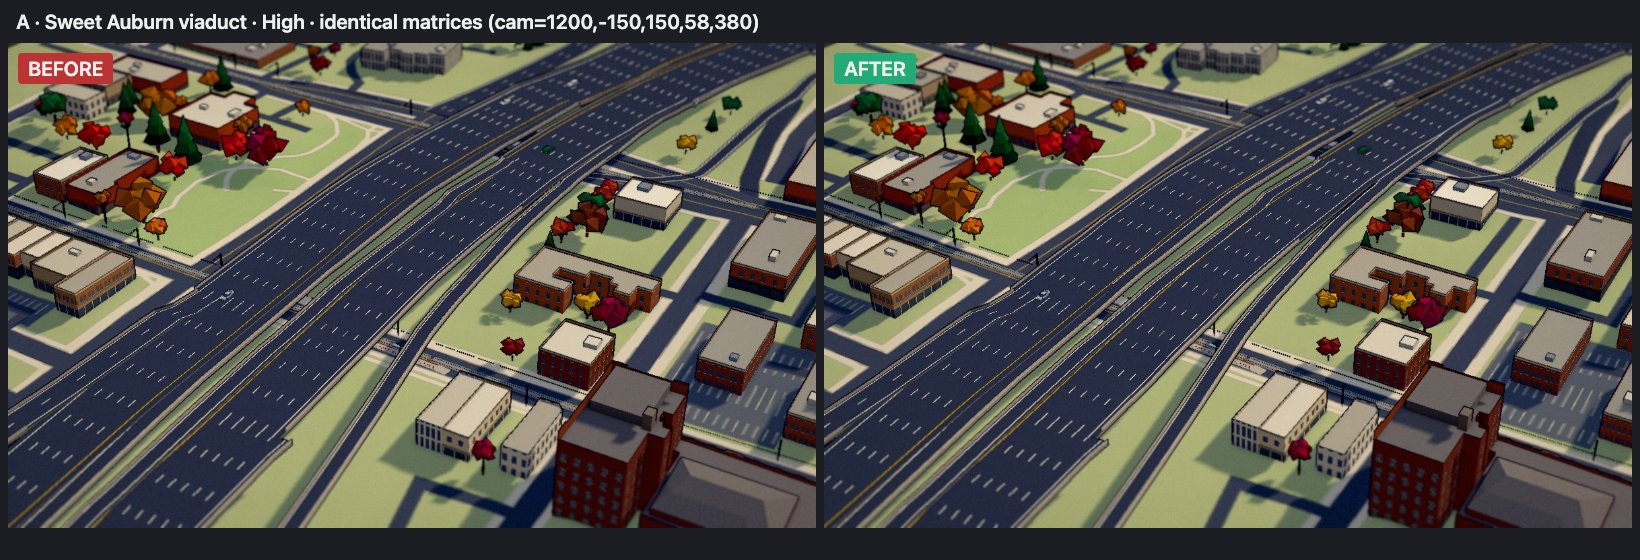 A · Sweet Auburn viaduct · High · identical matrices (cam=1200,-150,150,58,380)
BEFORE
AFTER